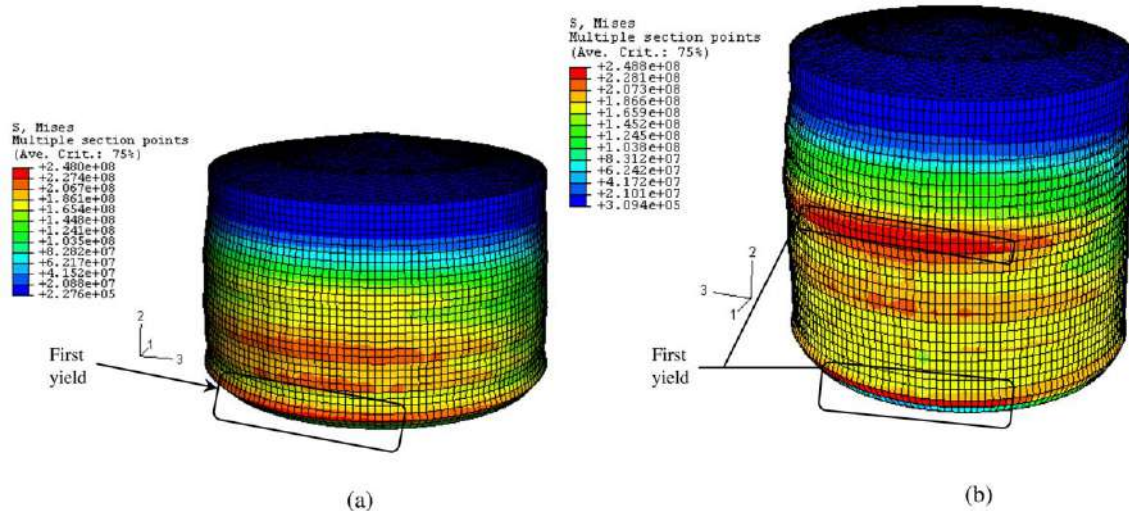 S, Mises
Multiple section points
(Ave. Crit.: 75%)
+2.480e+08
+2.274e+08
+2.067e+08
+1.861e+08
+1.654e+08
+1.448e+08
+1.241e+08
+1.035e+08
+8.282e+07
+6.217e+07
+4.152e+07
+2.088e+07
+2.276e+05
2
1
3
First
yield
(a)
S, Mises
Multiple section points
(Ave. Crit.: 75%)
+2.488e+08
+2.281e+08
+2.073e+08
+1.866e+08
+1.659e+08
+1.452e+08
+1.245e+08
+1.038e+08
+8.312e+07
+6.242e+07
+4.172e+07
+2.101e+07
+3.094e+05
2
3
1
First
yield
(b)